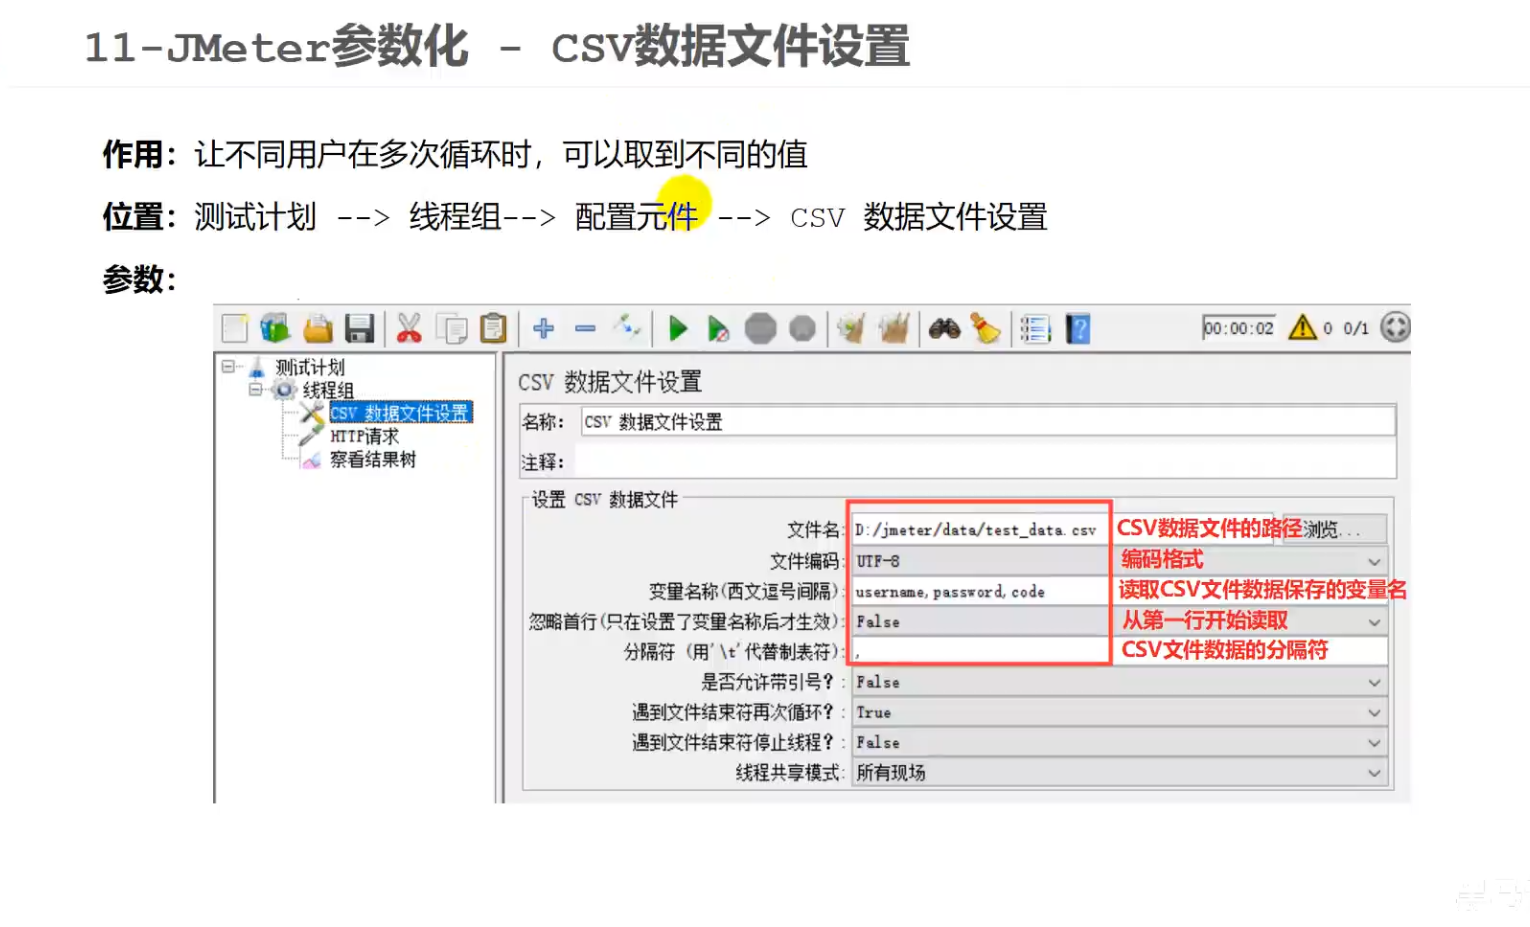 11-JMeter参数化 - CSV数据文件设置
作用：让不同用户在多次循环时，可以取到不同的值
位置：测试计划 --> 线程组--> 配置元件 --> CSV 数据文件设置
参数：
00:00:02 0 0/1
测试计划
线程组
CSV 数据文件设置
HTTP请求
察看结果树
CSV 数据文件设置
名称： CSV 数据文件设置
注释：
设置 CSV 数据文件
文件名: D:/jmeter/data/test_data.csv CSV数据文件的路径 浏览...
文件编码: UTF-8 编码格式
变量名称(西文逗号间隔): username,password,code 读取CSV文件数据保存的变量名
忽略首行(只在设置了变量名称后才生效): False 从第一行开始读取
分隔符 (用'\t'代替制表符): , CSV文件数据的分隔符
是否允许带引号？: False
遇到文件结束符再次循环？: True
遇到文件结束符停止线程？: False
线程共享模式: 所有现场